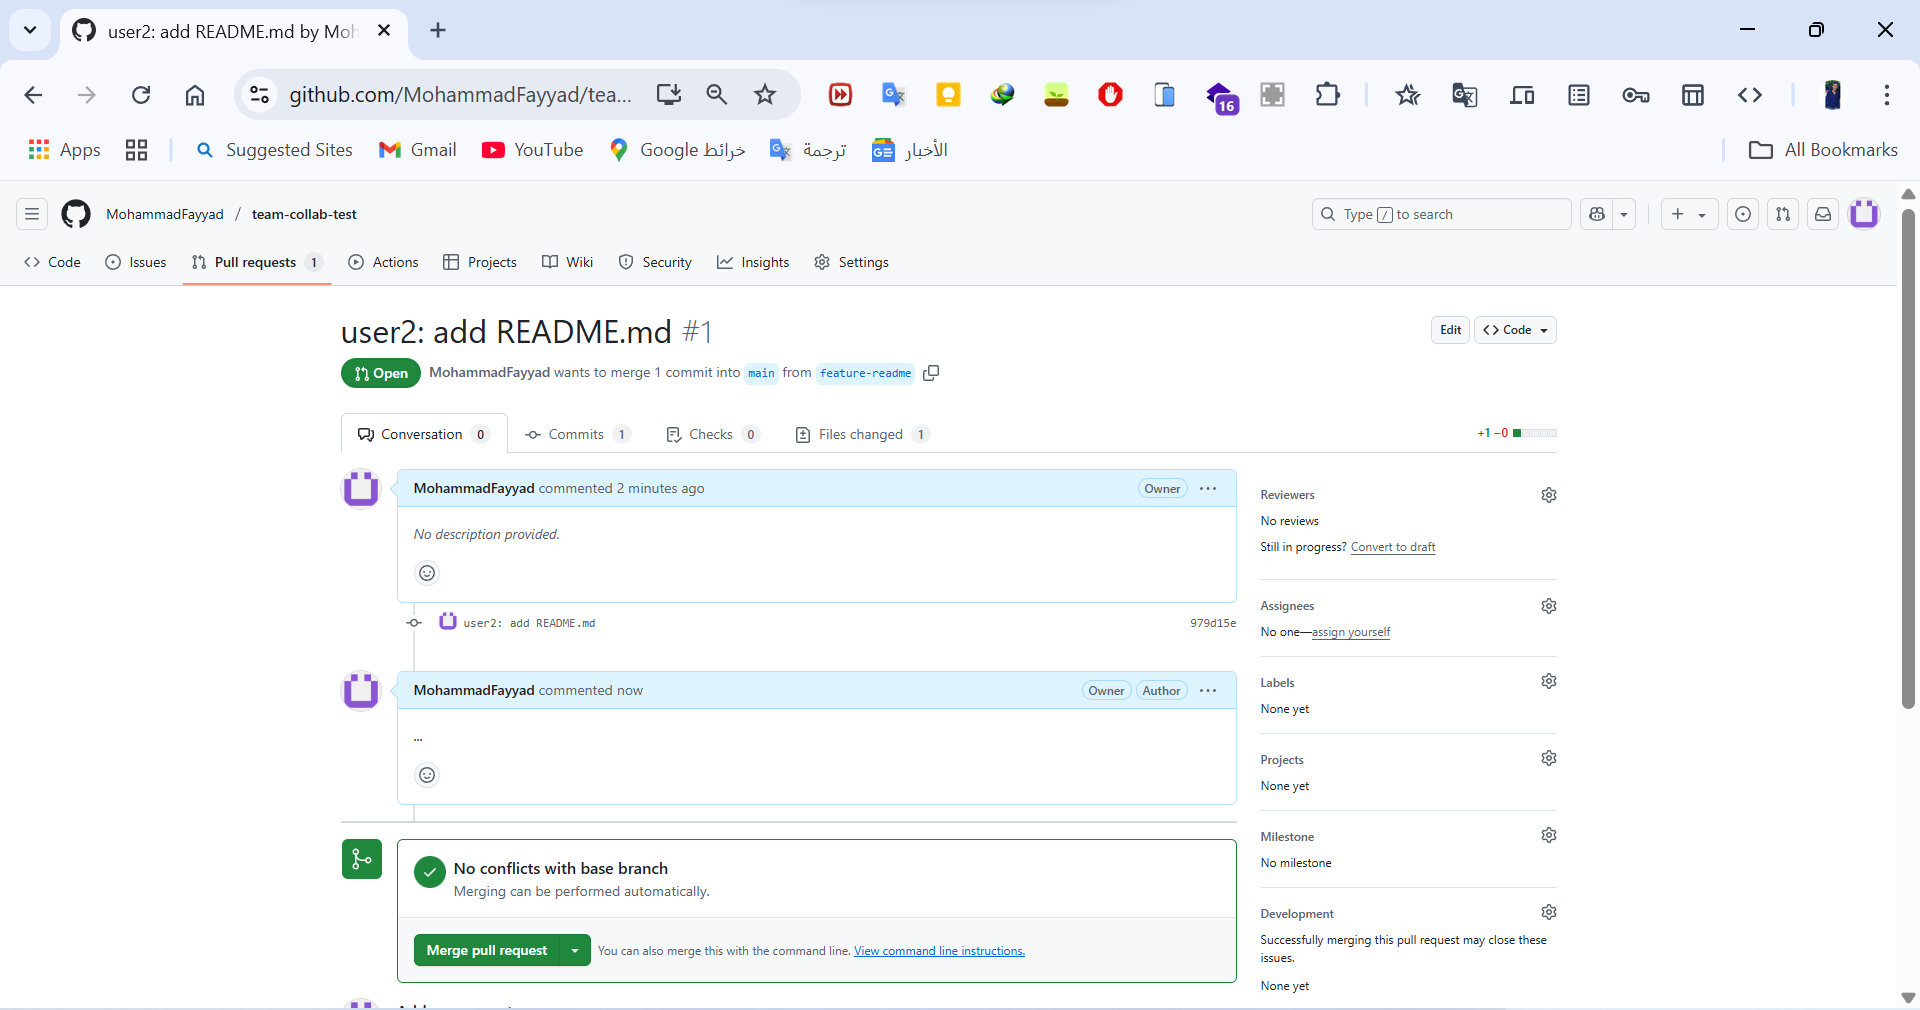 user2: add README.md by Moh
github.com/MohammadFayyad/tea...
16
Apps
Suggested Sites
Gmail
YouTube
خرائط Google
ترجمة
الأخبار
All Bookmarks
MohammadFayyad / team-collab-test
Type / to search
Code
Issues
Pull requests 1
Actions
Projects
Wiki
Security
Insights
Settings
user2: add README.md #1
Edit
Code
Open
MohammadFayyad wants to merge 1 commit into main from feature-readme
Conversation 0
Commits 1
Checks 0
Files changed 1
+1 −0
MohammadFayyad commented 2 minutes ago
Owner
No description provided.
user2: add README.md
979d15e
MohammadFayyad commented now
Owner
Author
...
No conflicts with base branch
Merging can be performed automatically.
Merge pull request
You can also merge this with the command line. View command line instructions.
Reviewers
No reviews
Still in progress? Convert to draft
Assignees
No one—assign yourself
Labels
None yet
Projects
None yet
Milestone
No milestone
Development
Successfully merging this pull request may close these
issues.
None yet